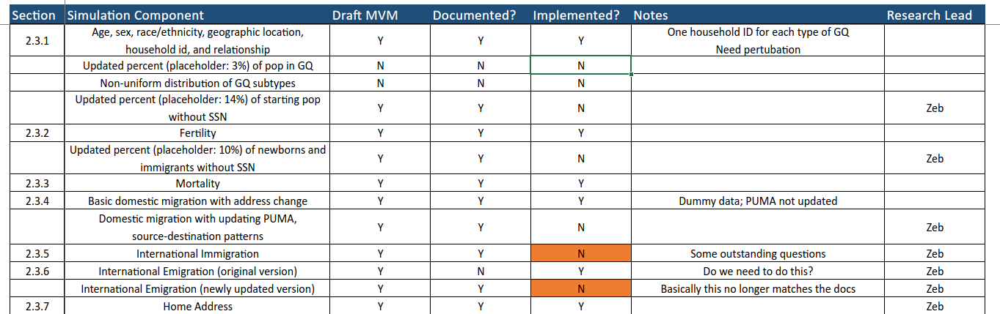 Section Simulation Component Draft MVM Documented? Implemented? Notes Research Lead
2.3.1 Age, sex, race/ethnicity, geographic location, household id, and relationship Y Y Y One household ID for each type of GQ Need pertubation
Updated percent (placeholder: 3%) of pop in GQ N N N
Non-uniform distribution of GQ subtypes N N N
Updated percent (placeholder: 14%) of starting pop without SSN Y Y N Zeb
2.3.2 Fertility Y Y Y
Updated percent (placeholder: 10%) of newborns and immigrants without SSN Y Y N Zeb
2.3.3 Mortality Y Y Y
2.3.4 Basic domestic migration with address change Y Y Y Dummy data; PUMA not updated
Domestic migration with updating PUMA, source-destination patterns Y Y N Zeb
2.3.5 International Immigration Y Y N Some outstanding questions Zeb
2.3.6 International Emigration (original version) Y N Y Do we need to do this? Zeb
International Emigration (newly updated version) Y Y N Basically this no longer matches the docs Zeb
2.3.7 Home Address Y Y Y Zeb